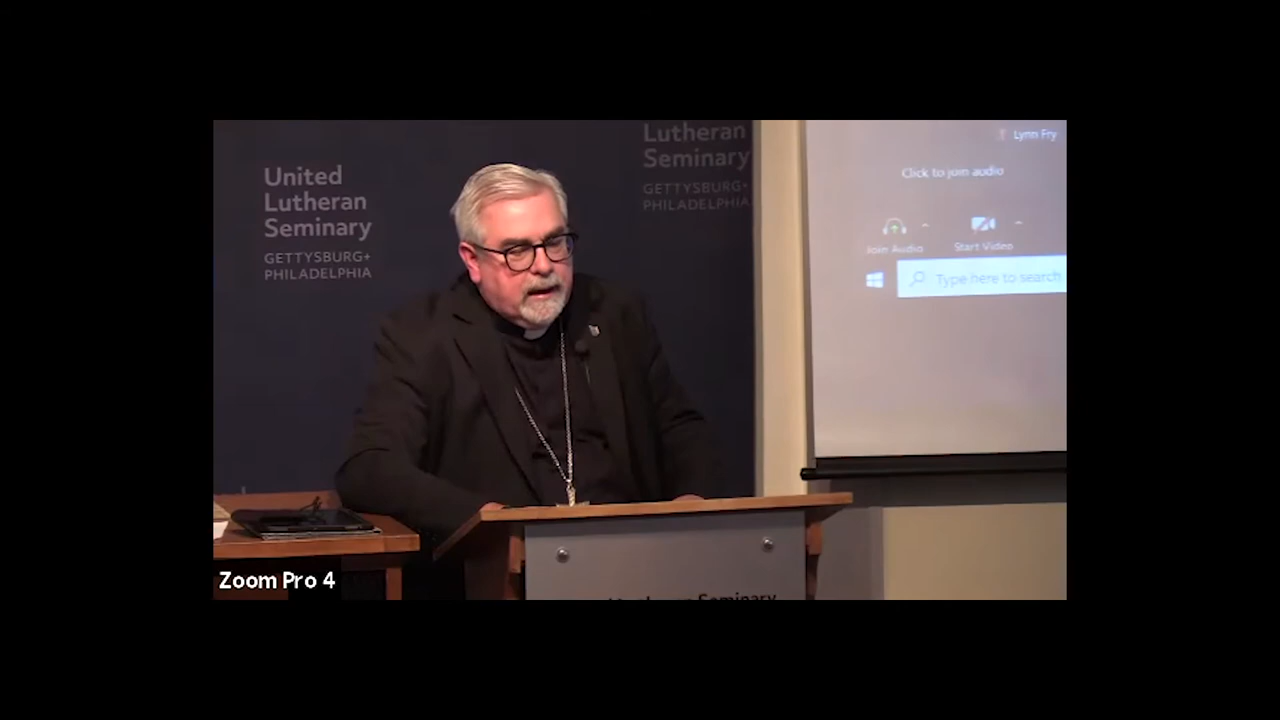 United
Lutheran
Seminary
GETTYSBURG+
PHILADELPHIA
Lutheran
Seminary
GETTYSBURG+
PHILADELPHIA
Lynn Fry
Click to join audio
Join Audio
Start Video
Type here to search
Zoom Pro 4
Seminary